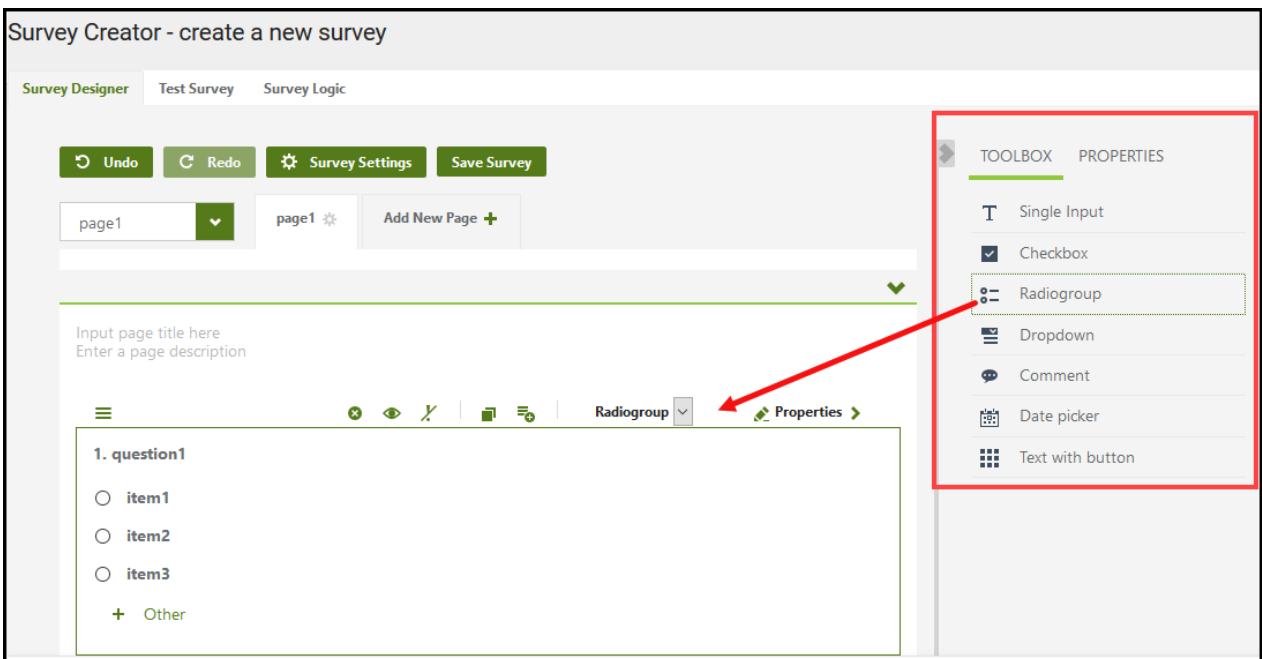 Survey Creator - create a new survey
Survey Designer Test Survey Survey Logic
Undo Redo Survey Settings Save Survey
page1 page1 Add New Page
Input page title here
Enter a page description
Radiogroup Properties
1. question1
item1
item2
item3
Other
TOOLBOX PROPERTIES
Single Input
Checkbox
Radiogroup
Dropdown
Comment
Date picker
Text with button